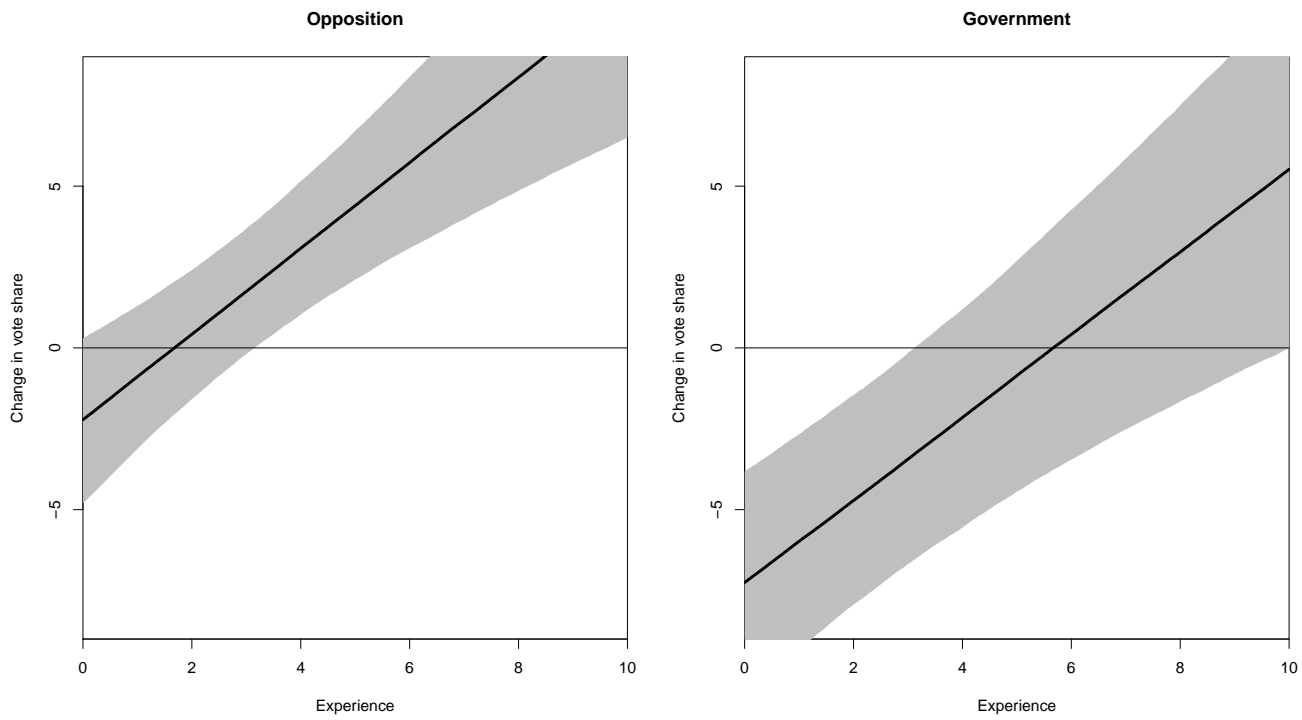 Opposition
Change in vote share
5
0
−5
0 2 4 6 8 10
Experience
Government
Change in vote share
5
0
−5
0 2 4 6 8 10
Experience